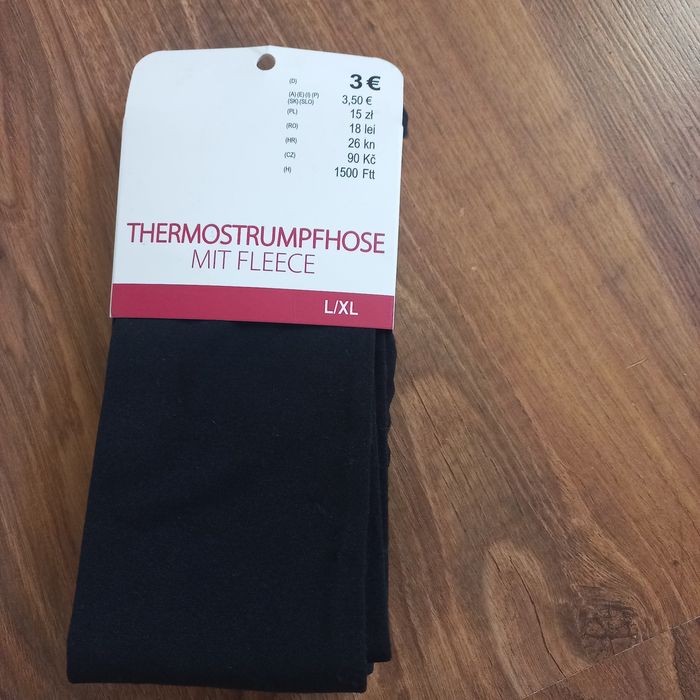 (D) 3 €
(A) (E) (I) (P)
(SK) (SLO) 3,50 €
(PL) 15 zł
(RO) 18 lei
(HR) 26 kn
(CZ) 90 Kč
(H) 1500 Ftt
THERMOSTRUMPFHOSE
MIT FLEECE
L/XL